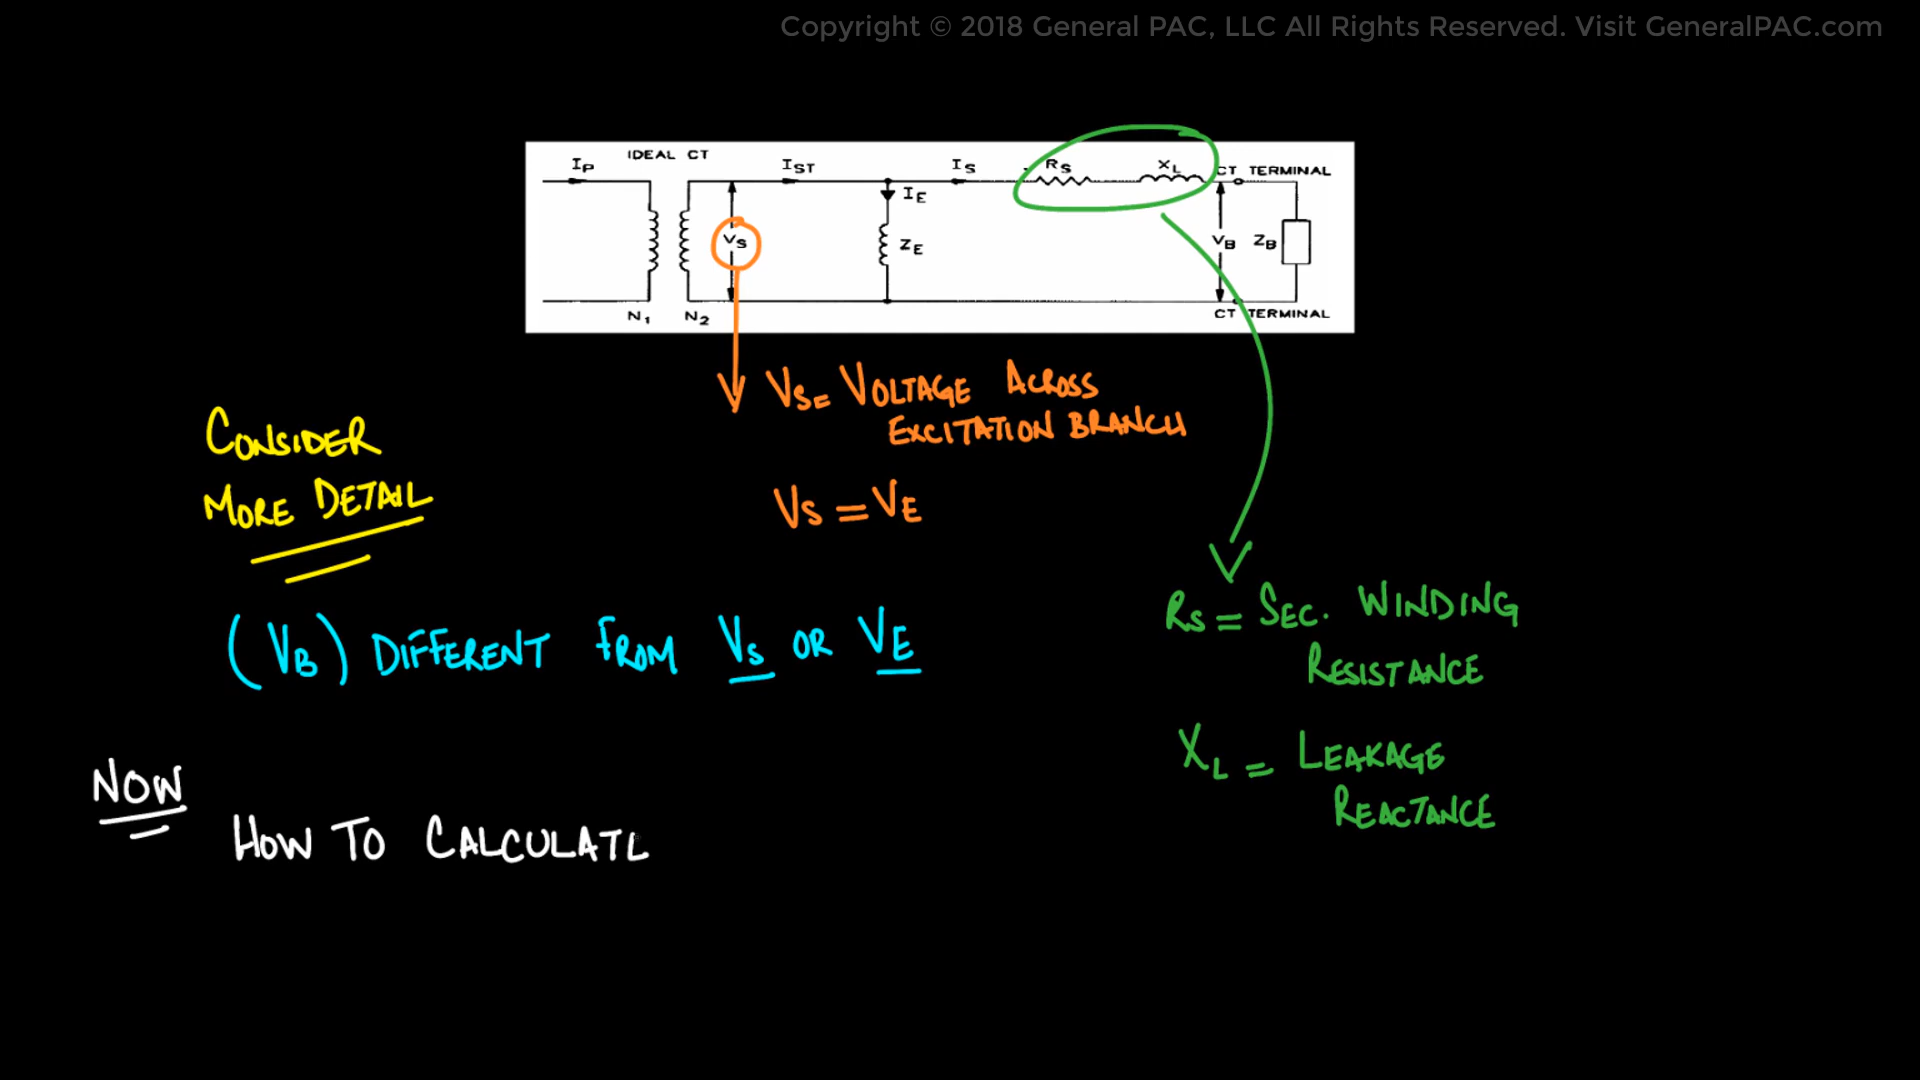 Copyright © 2018 General PAC, LLC All Rights Reserved. Visit GeneralPAC.com
IDEAL CT
IP
IST
IS
RS
XL
CT TERMINAL
IE
VS
ZE
VB
ZB
N1
N2
CT TERMINAL
VS = VOLTAGE ACROSS
EXCITATION BRANCH
CONSIDER
MORE DETAIL
VS = VE
RS = SEC. WINDING
RESISTANCE
(VB) DIFFERENT FROM VS OR VE
XL = LEAKAGE
REACTANCE
NOW
HOW TO CALCULATL